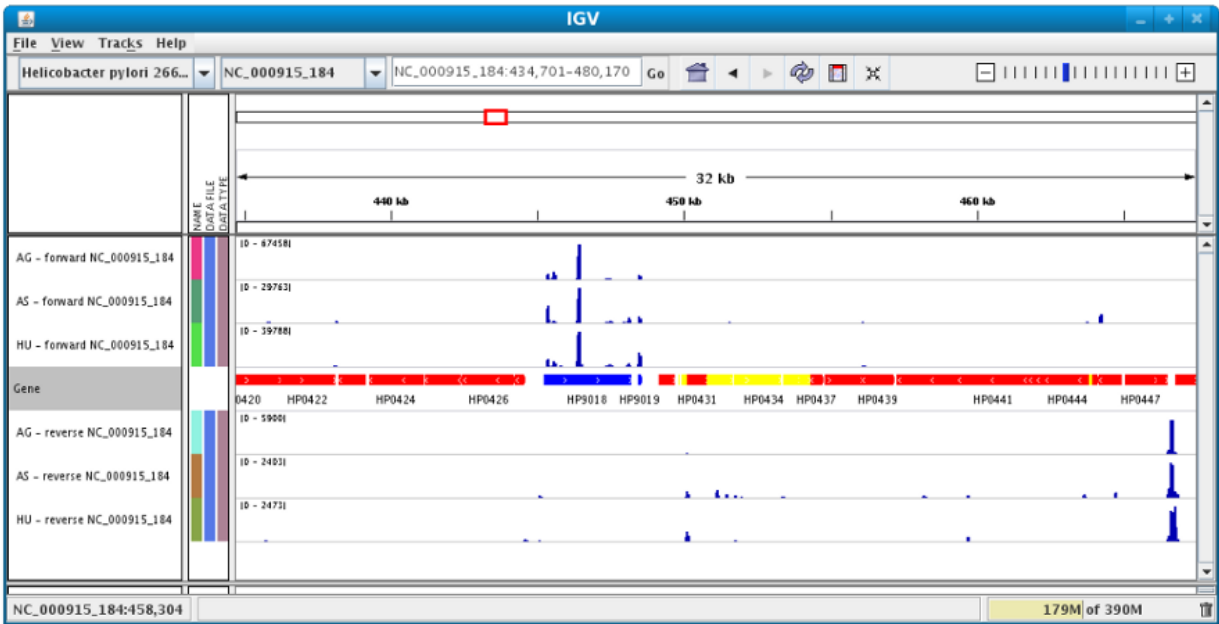 IGV
File View Tracks Help
Helicobacter pylori 266... NC_000915_184 NC_000915_184:434,701-480,170 Go
NAME
DATA FILE
DATA TYPE
32 kb
440 kb 450 kb 460 kb
AG - forward NC_000915_184 [0 - 67458]
AS - forward NC_000915_184 [0 - 29763]
HU - forward NC_000915_184 [0 - 39788]
Gene
0420 HP0422 HP0424 HP0426 HP9018 HP9019 HP0431 HP0434 HP0437 HP0439 HP0441 HP0444 HP0447
AG - reverse NC_000915_184 [0 - 5900]
AS - reverse NC_000915_184 [0 - 2403]
HU - reverse NC_000915_184 [0 - 2473]
NC_000915_184:458,304 179M of 390M